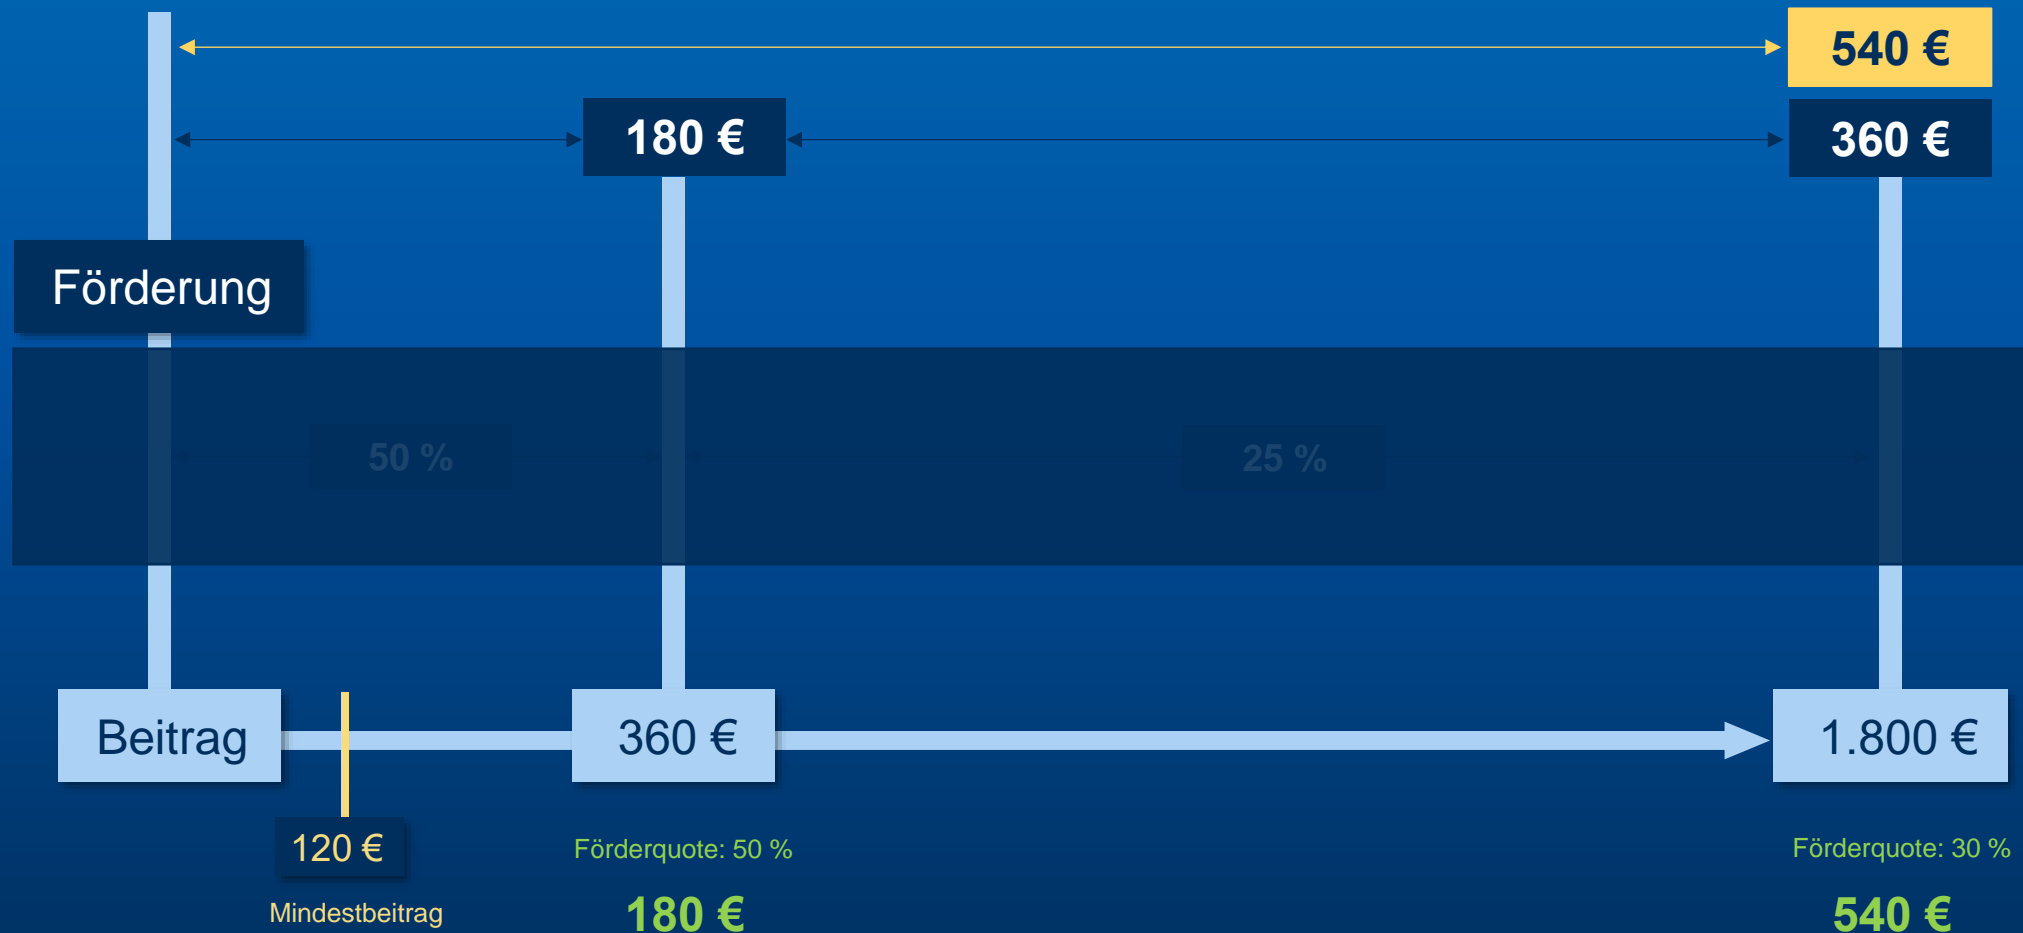 540 €
180 €
360 €
Förderung
50 %
25 %
Beitrag
360 €
1.800 €
120 €
Förderquote: 50 %
Förderquote: 30 %
Mindestbeitrag
180 €
540 €